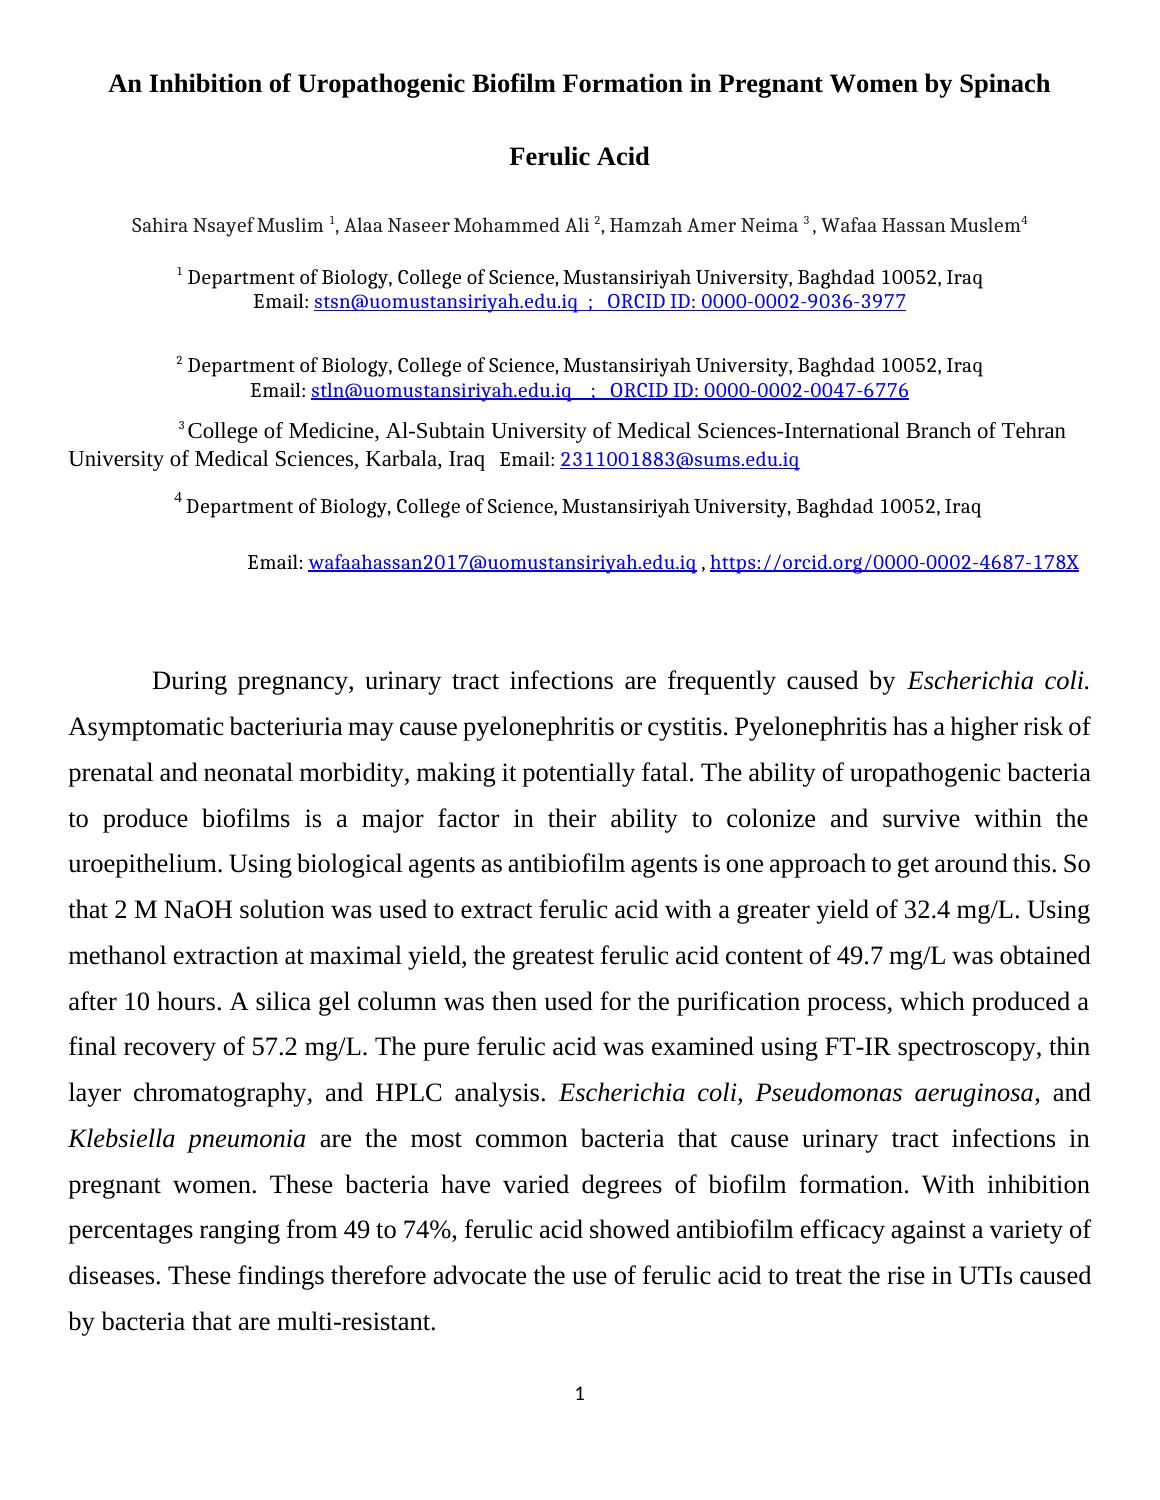 An Inhibition of Uropathogenic Biofilm Formation in Pregnant Women by Spinach
Ferulic Acid
Sahira Nsayef Muslim 1, Alaa Naseer Mohammed Ali 2, Hamzah Amer Neima 3, Wafaa Hassan Muslem4
1 Department of Biology, College of Science, Mustansiriyah University, Baghdad 10052, Iraq
Email: stsn@uomustansiriyah.edu.iq ; ORCID ID: 0000-0002-9036-3977
2 Department of Biology, College of Science, Mustansiriyah University, Baghdad 10052, Iraq
Email: stln@uomustansiriyah.edu.iq ; ORCID ID: 0000-0002-0047-6776
3 College of Medicine, Al-Subtain University of Medical Sciences-International Branch of Tehran
University of Medical Sciences, Karbala, Iraq Email: 2311001883@sums.edu.iq
4 Department of Biology, College of Science, Mustansiriyah University, Baghdad 10052, Iraq
Email: wafaahassan2017@uomustansiriyah.edu.iq , https://orcid.org/0000-0002-4687-178X
During pregnancy, urinary tract infections are frequently caused by Escherichia coli.
Asymptomatic bacteriuria may cause pyelonephritis or cystitis. Pyelonephritis has a higher risk of
prenatal and neonatal morbidity, making it potentially fatal. The ability of uropathogenic bacteria
to produce biofilms is a major factor in their ability to colonize and survive within the
uroepithelium. Using biological agents as antibiofilm agents is one approach to get around this. So
that 2 M NaOH solution was used to extract ferulic acid with a greater yield of 32.4 mg/L. Using
methanol extraction at maximal yield, the greatest ferulic acid content of 49.7 mg/L was obtained
after 10 hours. A silica gel column was then used for the purification process, which produced a
final recovery of 57.2 mg/L. The pure ferulic acid was examined using FT-IR spectroscopy, thin
layer chromatography, and HPLC analysis. Escherichia coli, Pseudomonas aeruginosa, and
Klebsiella pneumonia are the most common bacteria that cause urinary tract infections in
pregnant women. These bacteria have varied degrees of biofilm formation. With inhibition
percentages ranging from 49 to 74%, ferulic acid showed antibiofilm efficacy against a variety of
diseases. These findings therefore advocate the use of ferulic acid to treat the rise in UTIs caused
by bacteria that are multi-resistant.
1